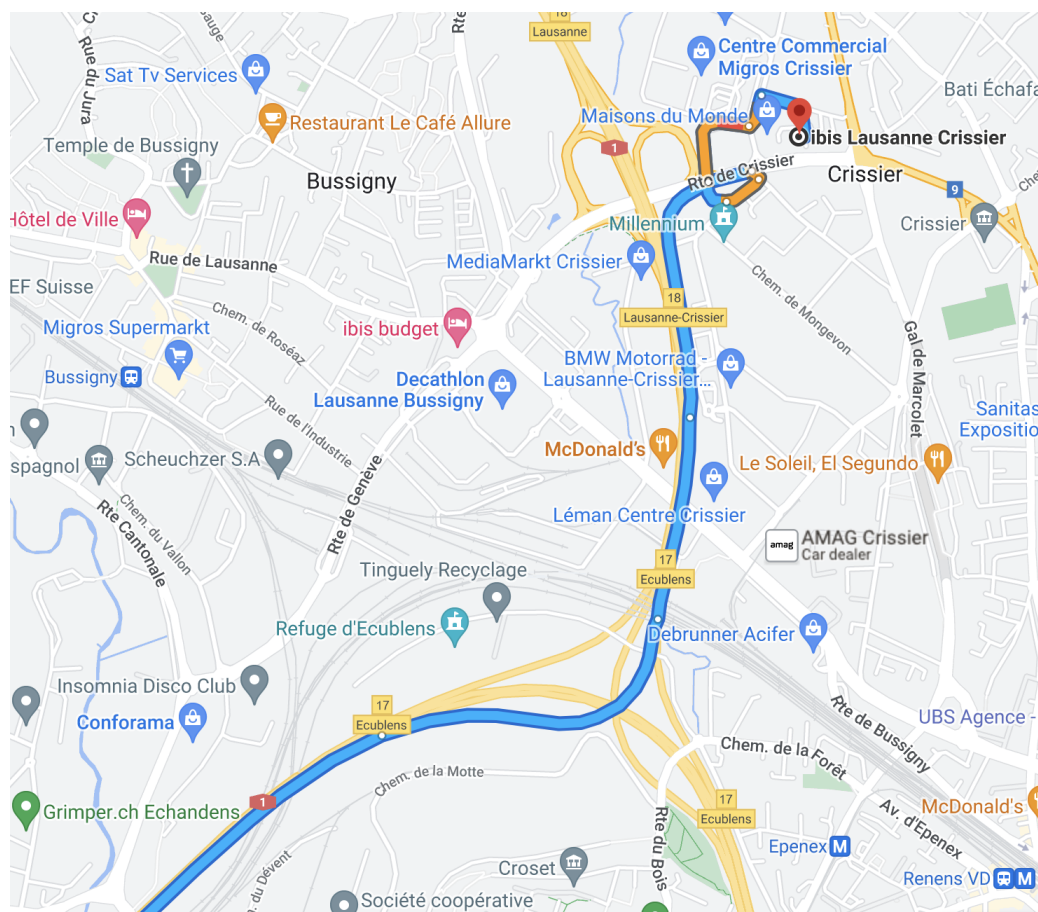 18
Lausanne
Rte
Rue du Jura
Sat Tv Services
Centre Commercial
Migros Crissier
Bati Échafa
Restaurant Le Café Allure
Maisons du Monde
ibis Lausanne Crissier
1
Temple de Bussigny
Bussigny
Rte de Crissier
Crissier
9
Hôtel de Ville
Millennium
Crissier
Rue de Lausanne
MediaMarkt Crissier
EF Suisse
Chem. de Mongevon
18
Lausanne-Crissier
Chem. de Roséaz
Migros Supermarkt
ibis budget
Gal de Marcolet
BMW Motorrad -
Lausanne-Crissier...
Bussigny
Decathlon
Lausanne Bussigny
Rue de l'Industrie
Sanitas
Expositio
McDonald's
Scheuchzer S.A
spagnol
Le Soleil, El Segundo
Rte de Genève
Chem. du Vallon
Rte Cantonale
Léman Centre Crissier
amag
AMAG Crissier
Car dealer
17
Ecublens
Tinguely Recyclage
Refuge d'Ecublens
Debrunner Acifer
Insomnia Disco Club
Conforama
17
Ecublens
Rte de Bussigny
UBS Agence -
Chem. de la Forêt
Chem. de la Motte
1
Grimper.ch Echandens
17
Ecublens
McDonald's
Rte du Bois
Av. d'Epenex
Epenex M
du Dévent
Croset
Renens VD M
Société coopérative